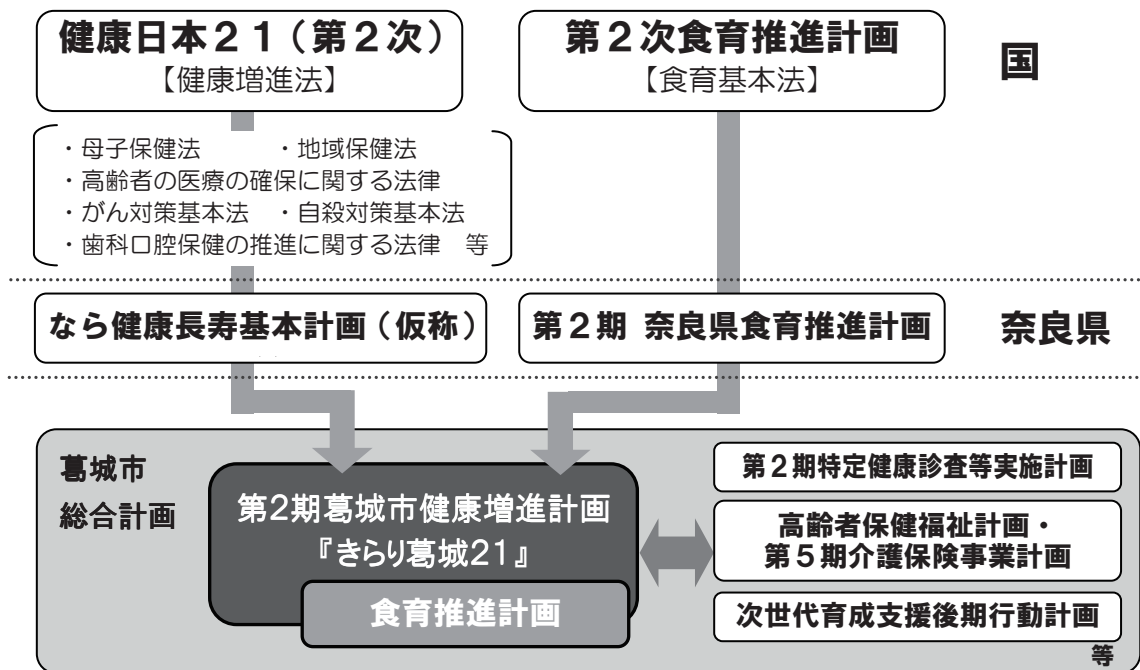 健康日本２１（第２次）
【健康増進法】
第２次食育推進計画
【食育基本法】
国
・母子保健法　・地域保健法
・高齢者の医療の確保に関する法律
・がん対策基本法　・自殺対策基本法
・歯科口腔保健の推進に関する法律　等
なら健康長寿基本計画（仮称）
第２期 奈良県食育推進計画
奈良県
葛城市
総合計画
第2期葛城市健康増進計画
『きらり葛城21』
食育推進計画
第２期特定健康診査等実施計画
高齢者保健福祉計画・
第５期介護保険事業計画
次世代育成支援後期行動計画
等